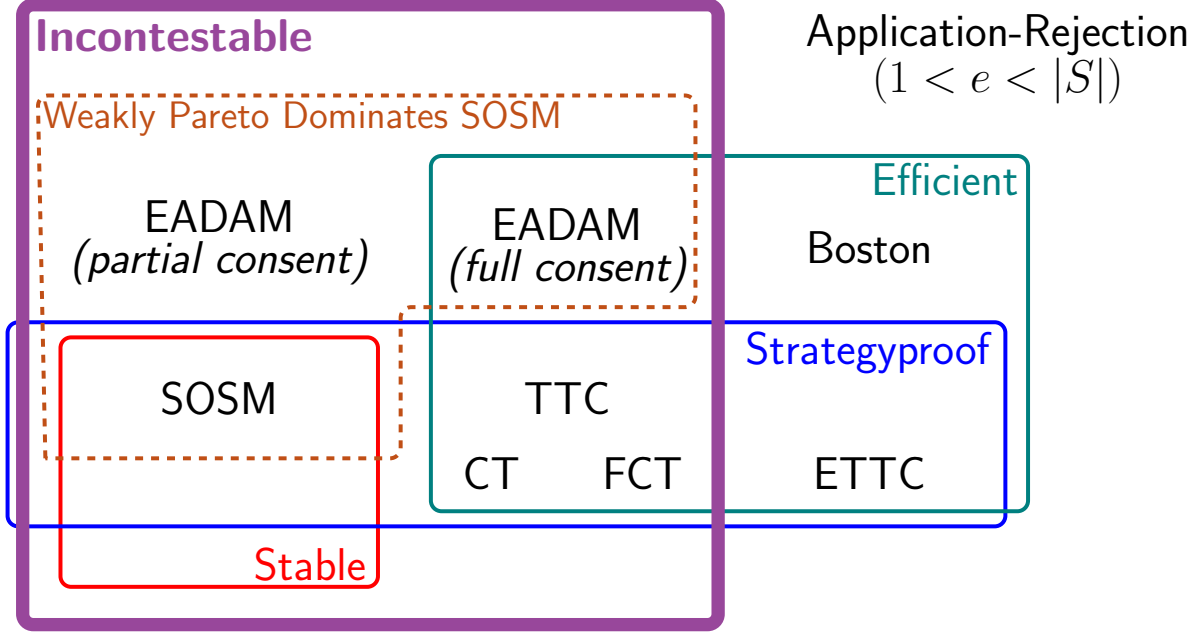 Incontestable
Application-Rejection
(1 < e < |S|)
Weakly Pareto Dominates SOSM
Efficient
EADAM
(partial consent)
EADAM
(full consent)
Boston
Strategyproof
SOSM
TTC
CT
FCT
ETTC
Stable